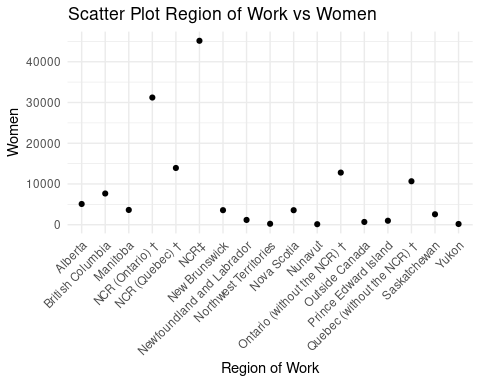 Scatter Plot Region of Work vs Women
Women
40000
30000
20000
10000
0
Alberta
British Columbia
Manitoba
NCR (Ontario) †
NCR (Quebec) †
NCR‡
New Brunswick
Newfoundland and Labrador
Northwest Territories
Nova Scotia
Nunavut
Ontario (without the NCR) †
Outside Canada
Prince Edward Island
Quebec (without the NCR) †
Saskatchewan
Yukon
Region of Work